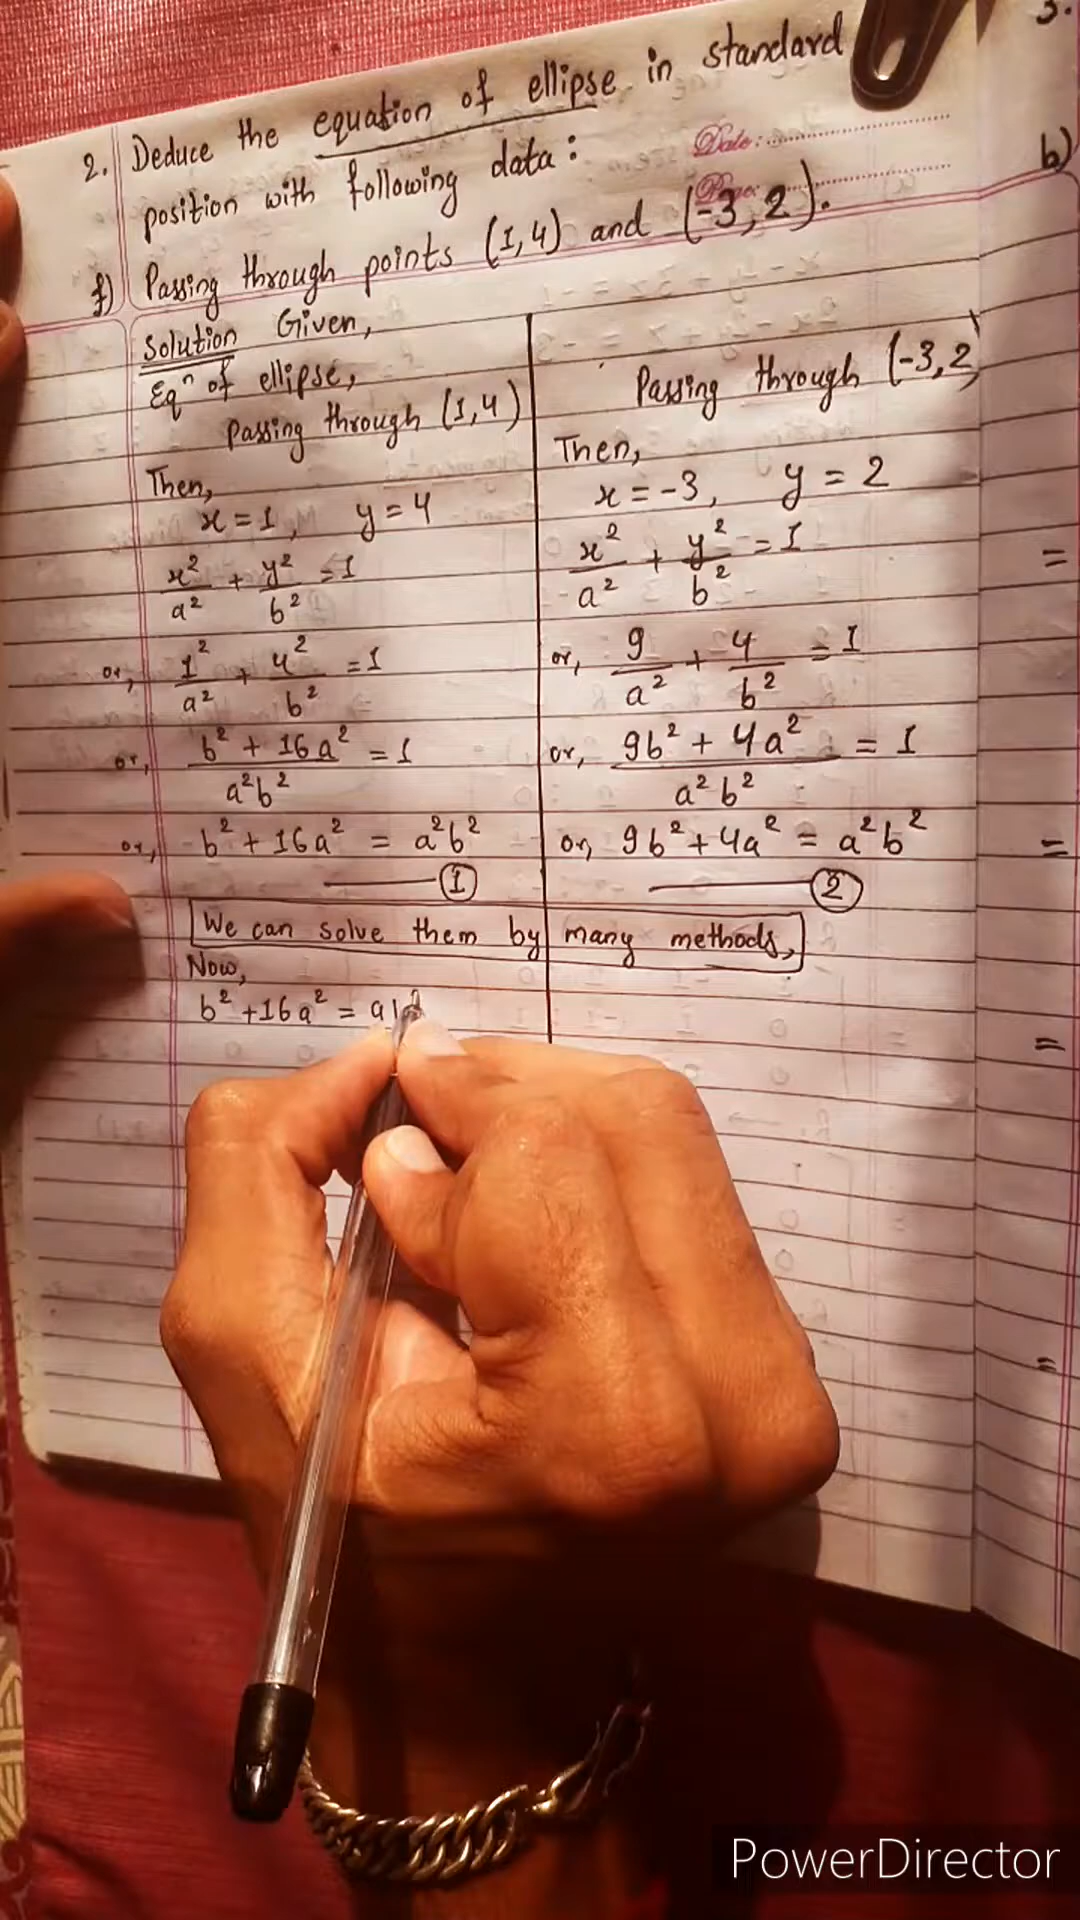 2. Deduce the equation of ellipse in standard
position with following data:
Date:
Page:
f) Passing through points (1,4) and (-3,2).
Solution Given,
Eqⁿ of ellipse,
passing through (1,4)
Then,
x = 1, y = 4
x²/a² + y²/b² = 1
or, 1²/a² + 4²/b² = 1
or, b² + 16a²/a²b² = 1
or, b² + 16a² = a²b²
①
Passing through (-3,2)
Then,
x = -3, y = 2
x²/a² + y²/b² = 1
or, 9/a² + 4/b² = 1
or, 9b² + 4a²/a²b² = 1
or, 9b² + 4a² = a²b²
②
We can solve them by many methods,
Now,
b² + 16a² = a
3.
b)
=
=
=
=
PowerDirector